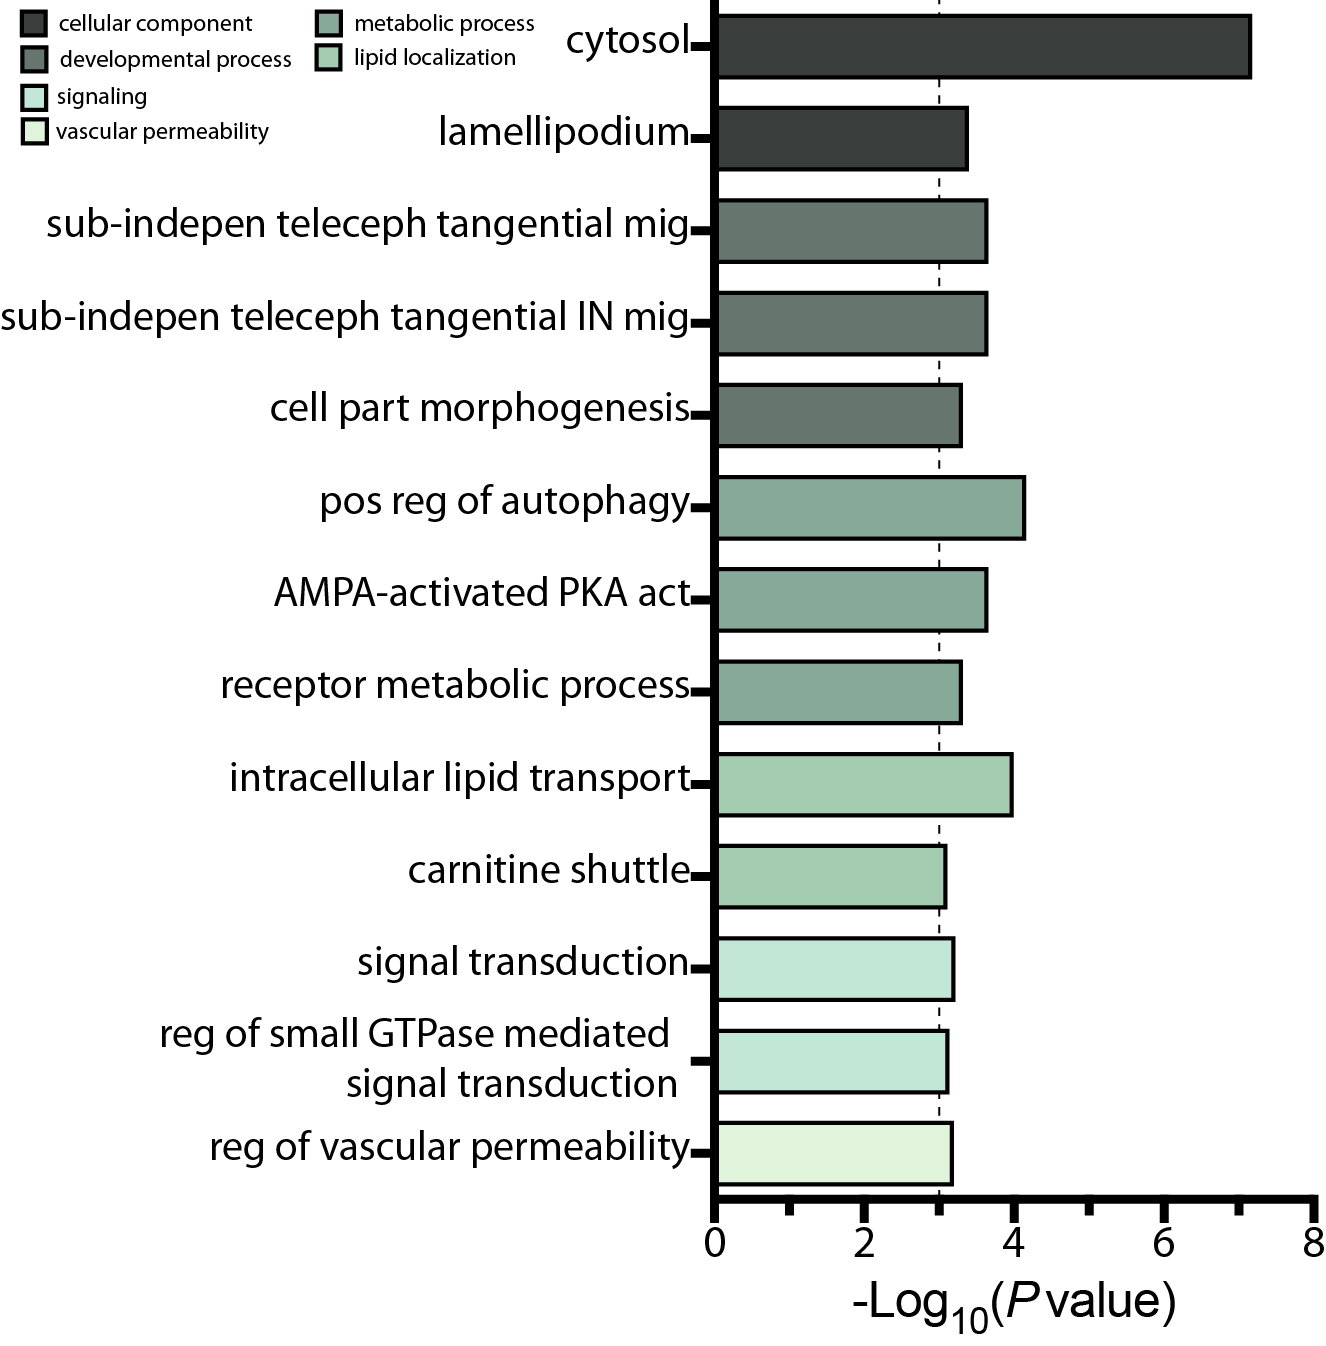 cellular component
developmental process
signaling
vascular permeability
metabolic process
lipid localization
cytosol
lamellipodium
sub-indepen teleceph tangential mig
sub-indepen teleceph tangential IN mig
cell part morphogenesis
pos reg of autophagy
AMPA-activated PKA act
receptor metabolic process
intracellular lipid transport
carnitine shuttle
signal transduction
reg of small GTPase mediated
signal transduction
reg of vascular permeability
0 2 4 6 8
-Log10(P value)